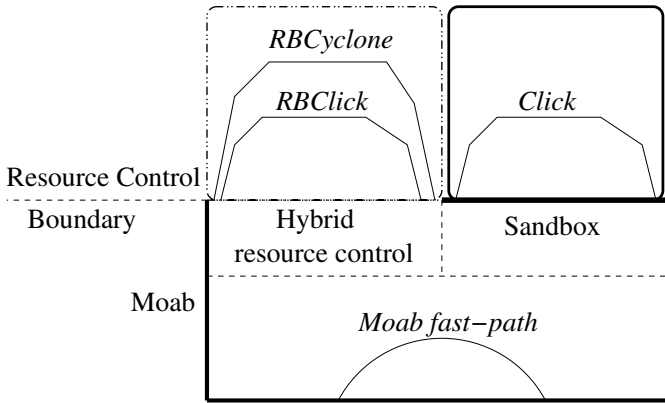 RBCyclone
RBClick
Click
Resource Control
Boundary
Hybrid
resource control
Sandbox
Moab
Moab fast−path